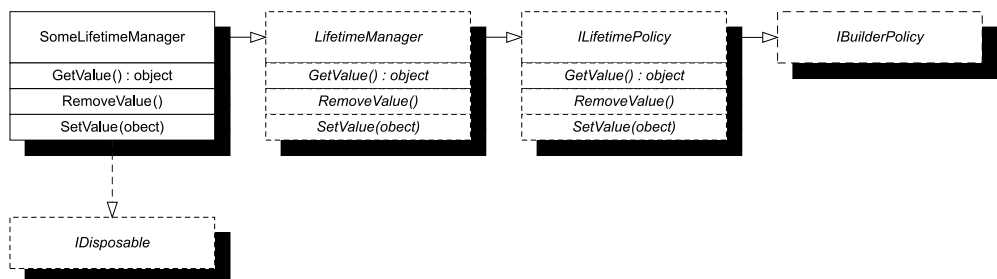 SomeLifetimeManager
GetValue() : object
RemoveValue()
SetValue(obect)
LifetimeManager
GetValue() : object
RemoveValue()
SetValue(obect)
ILifetimePolicy
GetValue() : object
RemoveValue()
SetValue(obect)
IBuilderPolicy
IDisposable